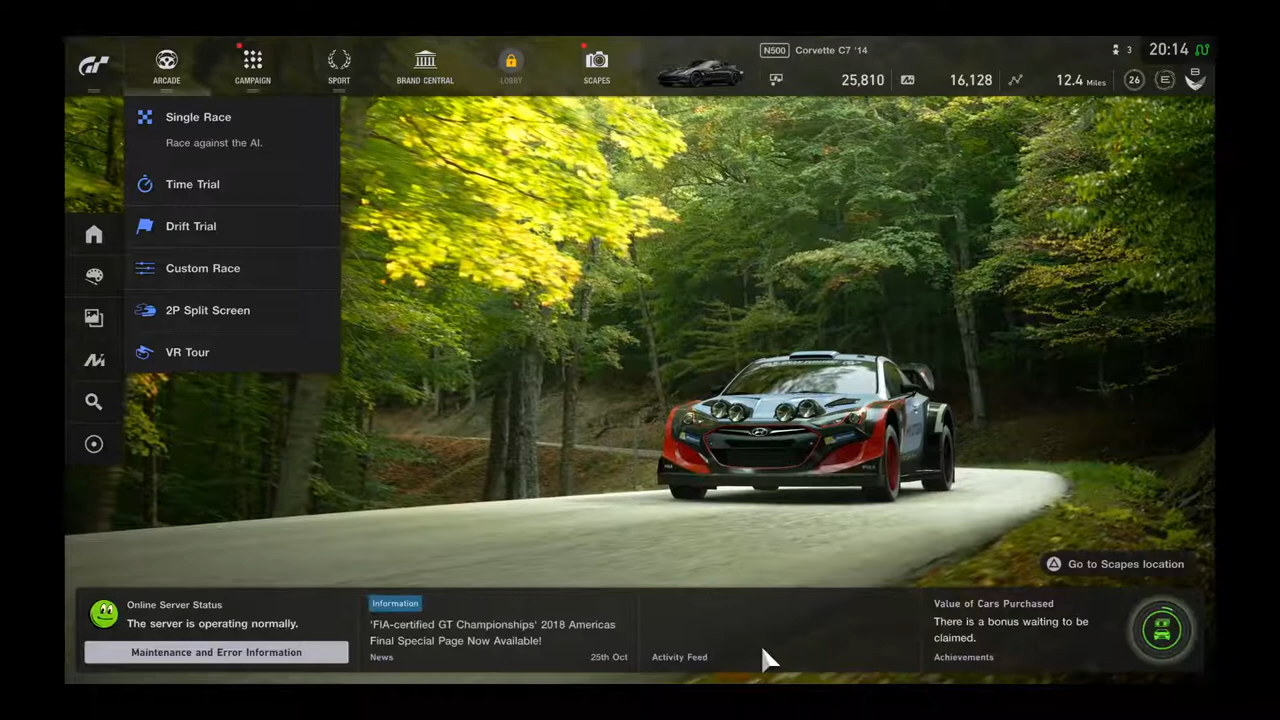 N500 Corvette C7 '14
3
20:14
ARCADE
CAMPAIGN
SPORT
BRAND CENTRAL
LOBBY
SCAPES
25,810
16,128
12.4 Miles
26
E
B
Single Race
Race against the AI.
Time Trial
Drift Trial
Custom Race
2P Split Screen
VR Tour
HYUNDAI
Go to Scapes location
Online Server Status
The server is operating normally.
Maintenance and Error Information
Information
'FIA-certified GT Championships' 2018 Americas
Final Special Page Now Available!
News
25th Oct
Activity Feed
Value of Cars Purchased
There is a bonus waiting to be
claimed.
Achievements